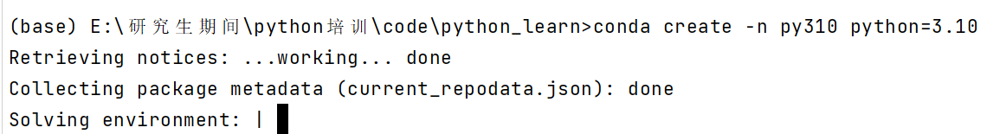 (base) E:\研究生期间\python培训\code\python_learn>conda create -n py310 python=3.10
Retrieving notices: ...working... done
Collecting package metadata (current_repodata.json): done
Solving environment: |